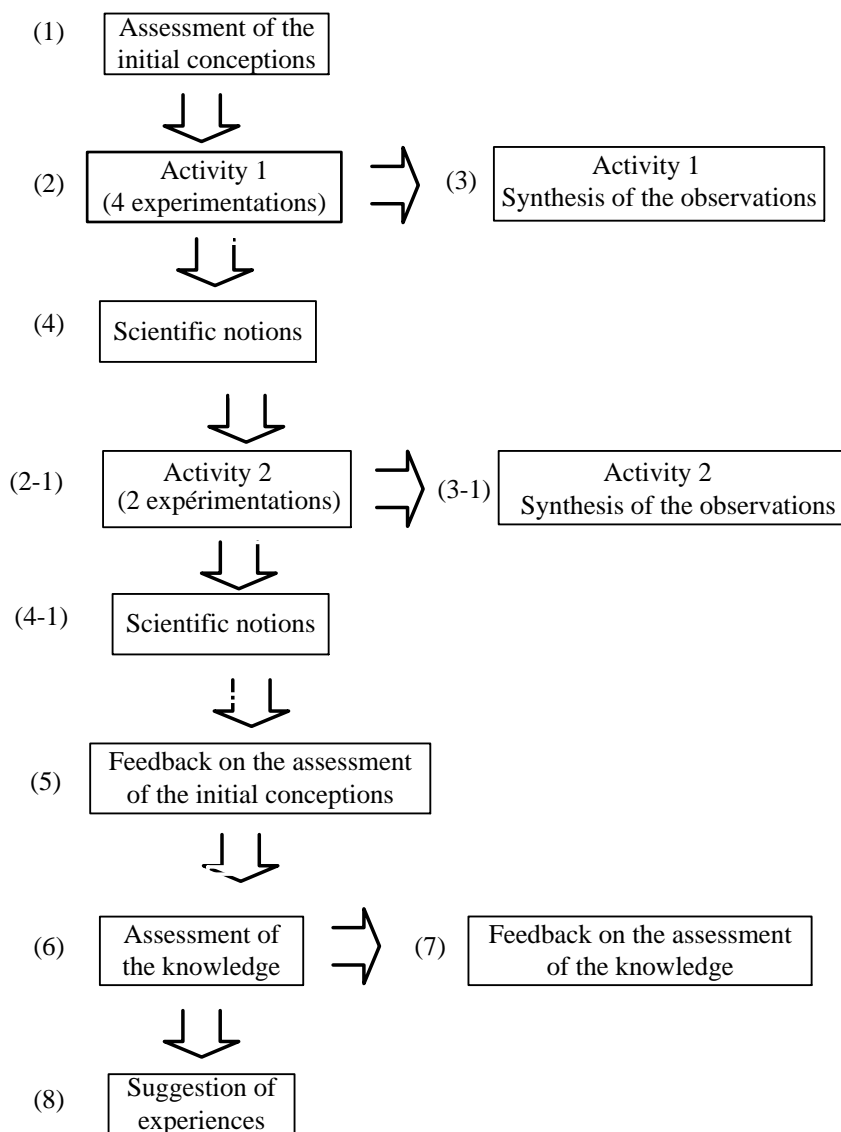 (1)
Assessment of the
initial conceptions
(2)
Activity 1
(4 experimentations)
(3)
Activity 1
Synthesis of the observations
(4)
Scientific notions
(2-1)
Activity 2
(2 expérimentations)
(3-1)
Activity 2
Synthesis of the observations
(4-1)
Scientific notions
(5)
Feedback on the assessment
of the initial conceptions
(6)
Assessment of
the knowledge
(7)
Feedback on the assessment
of the knowledge
(8)
Suggestion of
experiences